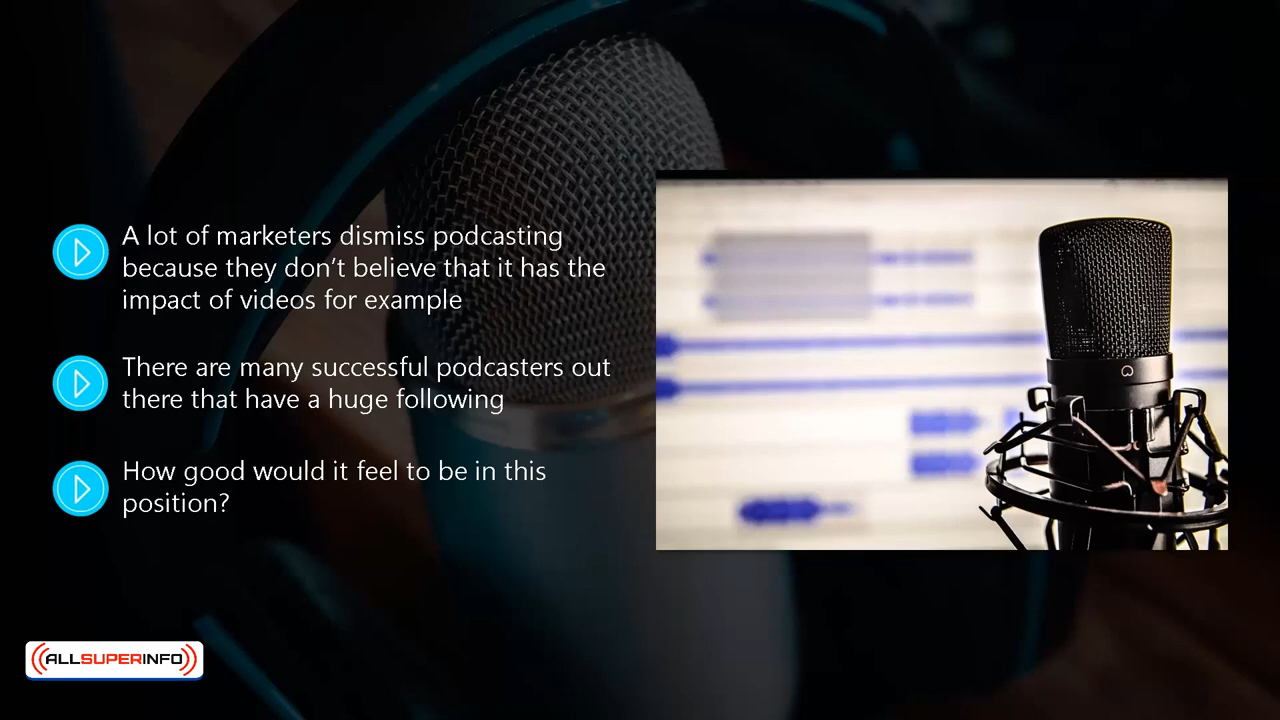 A lot of marketers dismiss podcasting
because they don't believe that it has the
impact of videos for example
There are many successful podcasters out
there that have a huge following
How good would it feel to be in this
position?
ALLSUPERINFO